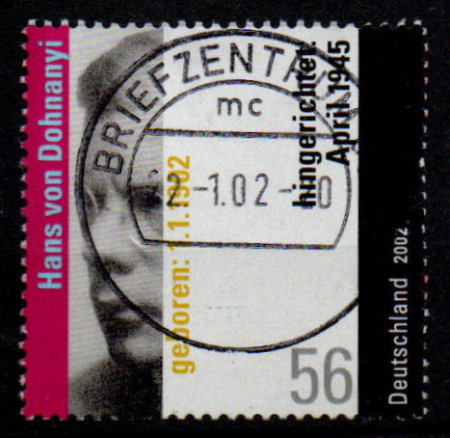 Hans von Dohnanyi
geboren: 1.1.1902
hingerichtet:
April 1945
56
Deutschland 2002
BRIEFZENTR
mc
-1.02-